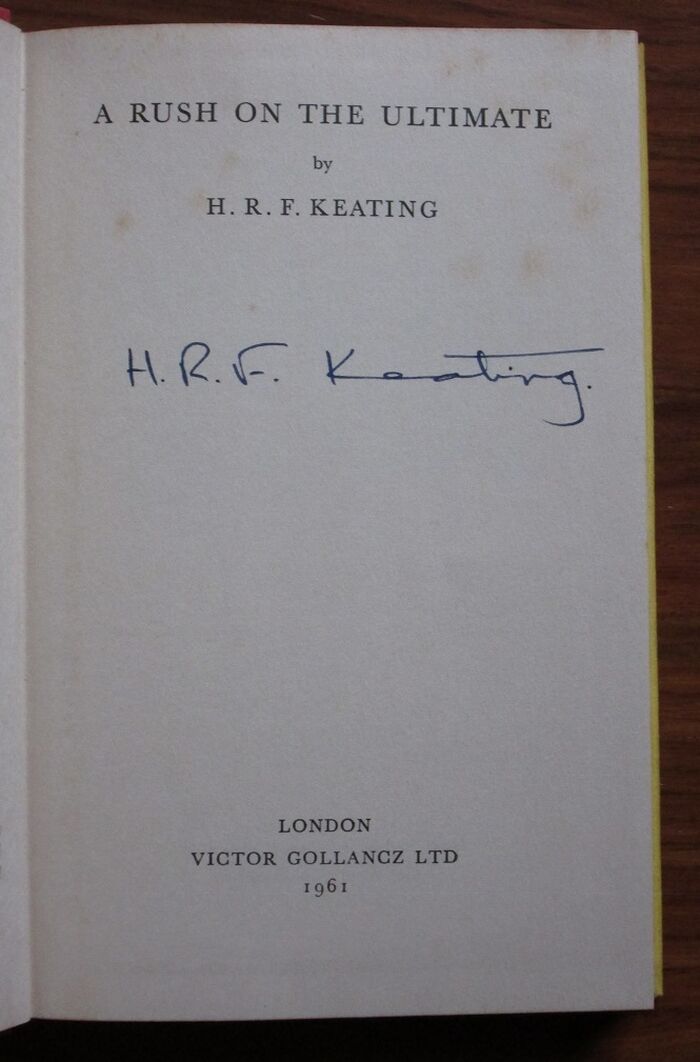 A RUSH ON THE ULTIMATE
by
H. R. F. KEATING
H. R. F. Keating.
LONDON
VICTOR GOLLANCZ LTD
1961